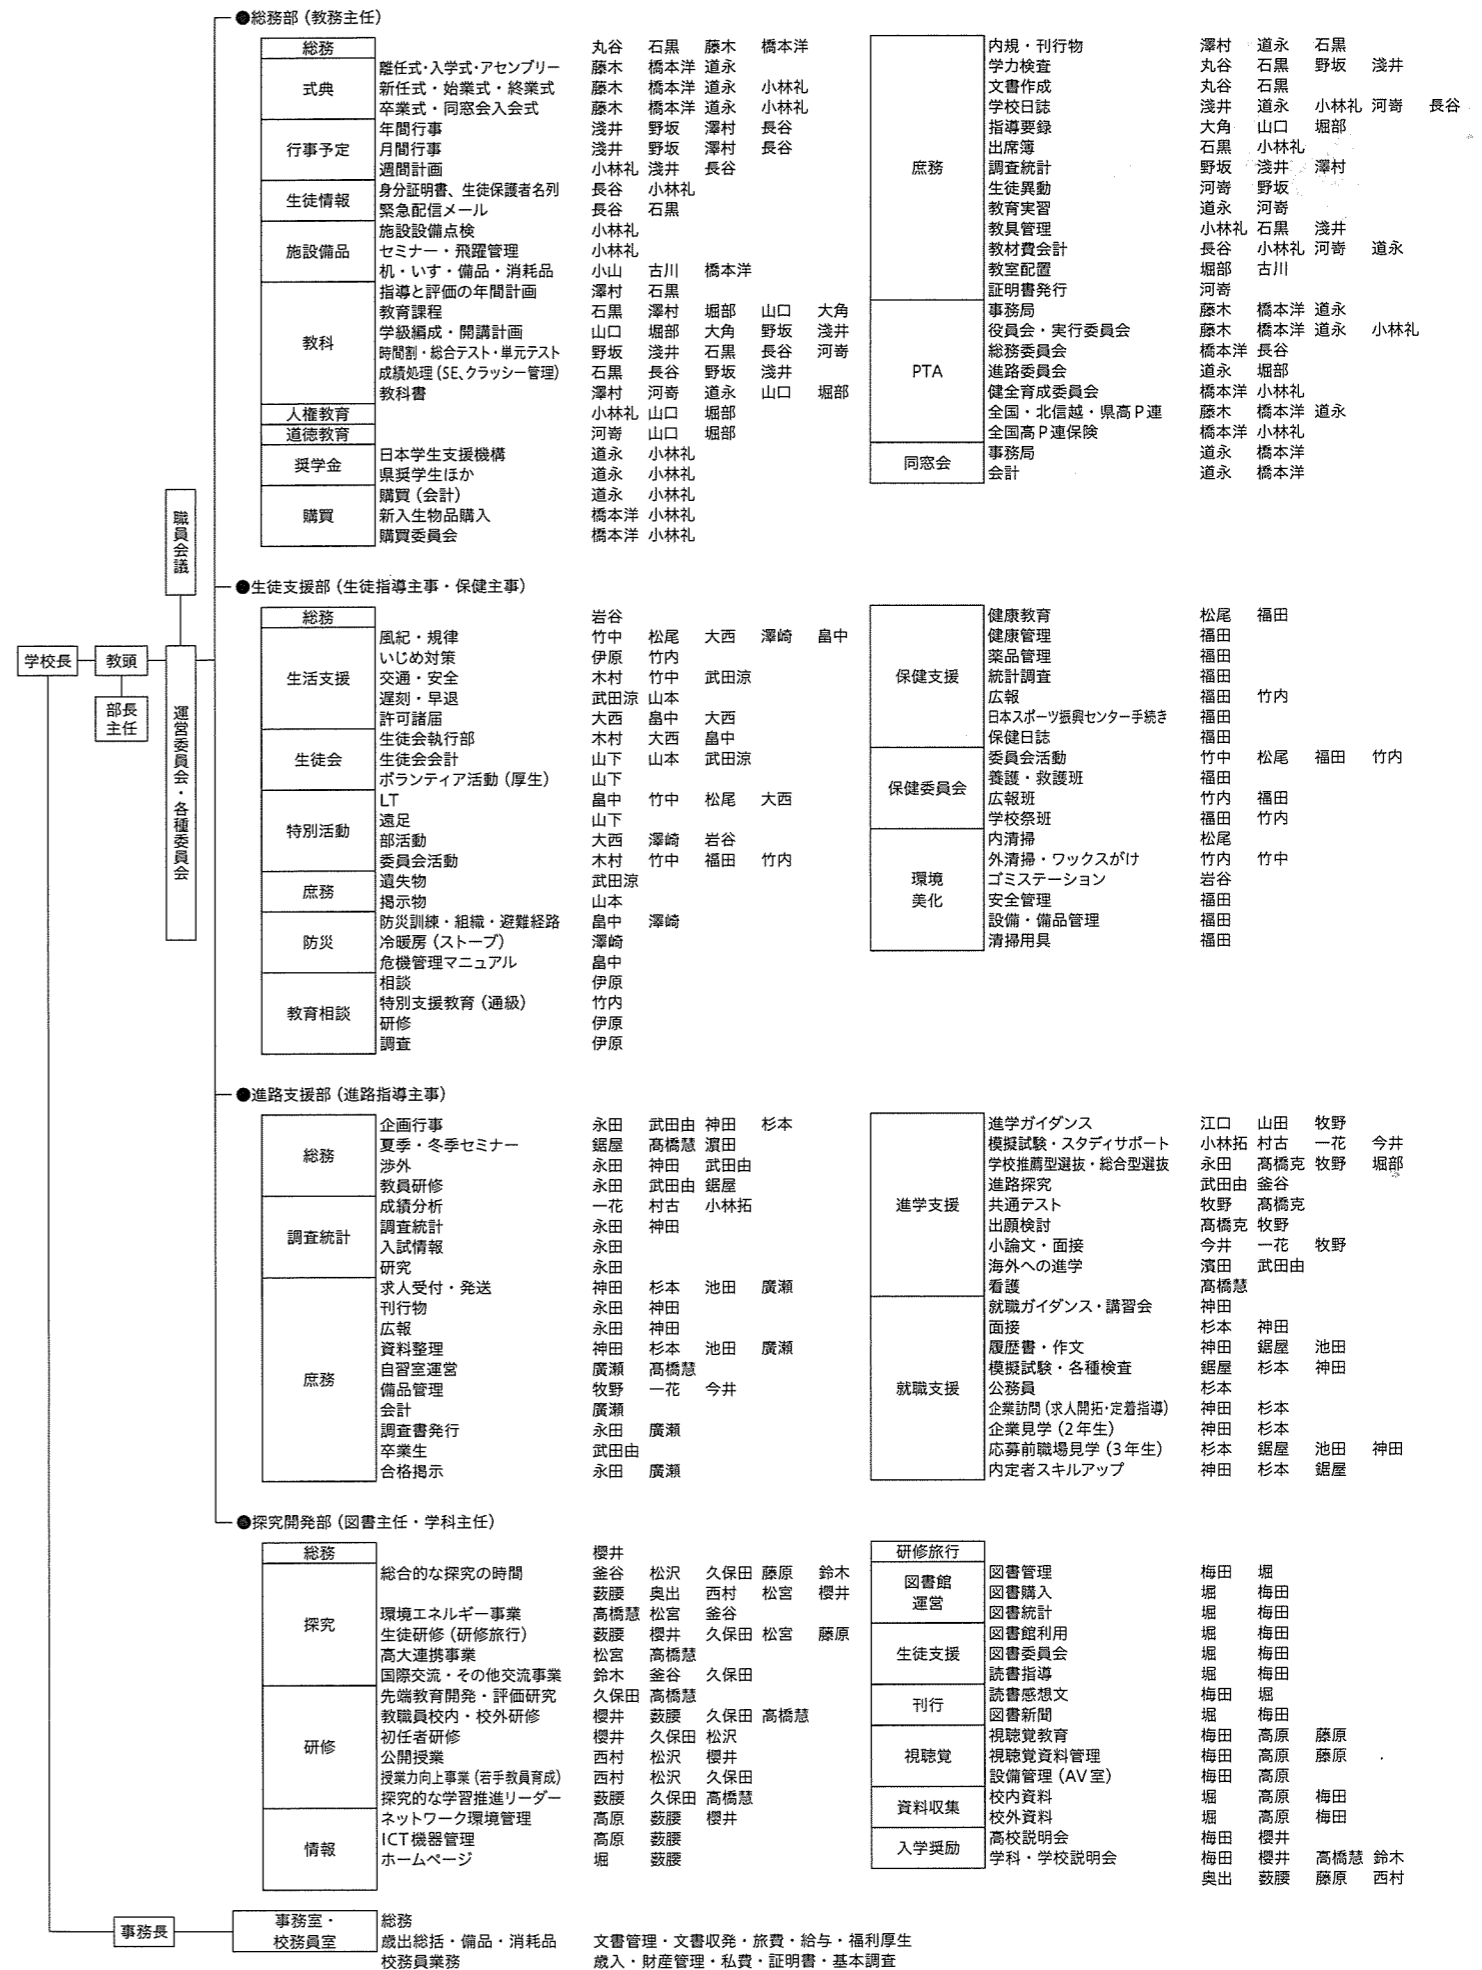 ●総務部（教務主任）
総務 丸谷 石黒 藤木 橋本洋
式典
離任式・入学式・アセンブリー 藤木 橋本洋 道永
新任式・始業式・終業式 藤木 橋本洋 道永 小林礼
卒業式・同窓会入会式 藤木 橋本洋 道永 小林礼
行事予定
年間行事 淺井 野坂 澤村 長谷
月間行事 淺井 野坂 澤村 長谷
週間計画 小林礼 淺井 長谷
生徒情報
身分証明書、生徒保護者名列 長谷 小林礼
緊急配信メール 長谷 石黒
施設備品
施設設備点検 小林礼
セミナー・飛躍管理 小林礼
机・いす・備品・消耗品 小山 古川 橋本洋
教科
指導と評価の年間計画 澤村 石黒
教育課程 石黒 澤村 堀部 山口 大角
学級編成・開講計画 山口 堀部 大角 野坂 淺井
時間割・総合テスト・単元テスト 野坂 淺井 石黒 長谷 河嵜
成績処理（SE、クラッシー管理） 石黒 長谷 野坂 淺井
教科書 澤村 河嵜 道永 山口 堀部
人権教育 小林礼 山口 堀部
道徳教育 河嵜 山口 堀部
奨学金
日本学生支援機構 道永 小林礼
県奨学生ほか 道永 小林礼
購買
購買（会計） 道永 小林礼
新入生物品購入 橋本洋 小林礼
購買委員会 橋本洋 小林礼
庶務
内規・刊行物 澤村 道永 石黒
学力検査 丸谷 石黒 野坂 淺井
文書作成 丸谷 石黒
学校日誌 淺井 道永 小林礼 河嵜 長谷
指導要録 大角 山口 堀部
出席簿 石黒 小林礼
調査統計 野坂 淺井 澤村
生徒異動 河嵜 野坂
教育実習 道永 河嵜
教具管理 小林礼 石黒 淺井
教材費会計 長谷 小林礼 河嵜 道永
教室配置 堀部 古川
証明書発行 河嵜
PTA
事務局 藤木 橋本洋 道永
役員会・実行委員会 藤木 橋本洋 道永 小林礼
総務委員会 橋本洋 長谷
進路委員会 道永 堀部
健全育成委員会 橋本洋 小林礼
全国・北信越・県高P連 藤木 橋本洋 道永
全国高P連保険 橋本洋 小林礼
同窓会
事務局 道永 橋本洋
会計 道永 橋本洋
職員会議
学校長
教頭
部長
主任
運営委員会・各種委員会
●生徒支援部（生徒指導主事・保健主事）
総務 岩谷
生活支援
風紀・規律 竹中 松尾 大西 澤崎 畠中
いじめ対策 伊原 竹内
交通・安全 木村 竹中 武田涼
遅刻・早退 武田涼 山本
許可諸届 大西 畠中 大西
生徒会
生徒会執行部 木村 大西 畠中
生徒会会計 山下 山本 武田涼
ボランティア活動（厚生） 山下
特別活動
LT 畠中 竹中 松尾 大西
遠足 山下
部活動 大西 澤崎 岩谷
委員会活動 木村 竹中 福田 竹内
庶務
遺失物 武田涼
掲示物 山本
防災
防災訓練・組織・避難経路 畠中 澤崎
冷暖房（ストーブ） 澤崎
危機管理マニュアル 畠中
教育相談
相談 伊原
特別支援教育（通級） 竹内
研修 伊原
調査 伊原
保健支援
健康教育 松尾 福田
健康管理 福田
薬品管理 福田
統計調査 福田
広報 福田 竹内
日本スポーツ振興センター手続き 福田
保健日誌 福田
保健委員会
委員会活動 竹中 松尾 福田 竹内
養護・救護班 福田
広報班 竹内 福田
学校祭班 福田 竹内
環境
美化
内清掃 松尾
外清掃・ワックスがけ 竹内 竹中
ゴミステーション 岩谷
安全管理 福田
設備・備品管理 福田
清掃用具 福田
●進路支援部（進路指導主事）
総務
企画行事 永田 武田由 神田 杉本
夏季・冬季セミナー 鋸屋 髙橋慧 濵田
渉外 永田 神田 武田由
教員研修 永田 武田由 鋸屋
調査統計
成績分析 一花 村古 小林拓
調査統計 永田 神田
入試情報 永田
研究 永田
庶務
求人受付・発送 神田 杉本 池田 廣瀬
刊行物 永田 神田
広報 永田 神田
資料整理 神田 杉本 池田 廣瀬
自習室運営 廣瀬 髙橋慧
備品管理 牧野 一花 今井
会計 廣瀬
調査書発行 永田 廣瀬
卒業生 武田由
合格掲示 永田 廣瀬
進学支援
進学ガイダンス 江口 山田 牧野
模擬試験・スタディサポート 小林拓 村古 一花 今井
学校推薦型選抜・総合型選抜 永田 髙橋克 牧野 堀部
進路探究 武田由 釜谷
共通テスト 牧野 髙橋克
出願検討 髙橋克 牧野
小論文・面接 今井 一花 牧野
海外への進学 濱田 武田由
看護 髙橋慧
就職支援
就職ガイダンス・講習会 神田
面接 杉本 神田
履歴書・作文 神田 鋸屋 池田
模擬試験・各種検査 鋸屋 杉本 神田
公務員 杉本
企業訪問（求人開拓・定着指導） 神田 杉本
企業見学（2年生） 神田 杉本
応募前職場見学（3年生） 杉本 鋸屋 池田 神田
内定者スキルアップ 神田 杉本 鋸屋
●探究開発部（図書主任・学科主任）
総務 櫻井
探究
総合的な探究の時間 釜谷 松沢 久保田 藤原 鈴木
薮腰 奥出 西村 松宮 櫻井
環境エネルギー事業 髙橋慧 松宮 釜谷
生徒研修（研修旅行） 薮腰 櫻井 久保田 松宮 藤原
高大連携事業 松宮 髙橋慧
国際交流・その他交流事業 鈴木 釜谷 久保田
研修
先端教育開発・評価研究 久保田 髙橋慧
教職員校内・校外研修 櫻井 薮腰 久保田 髙橋慧
初任者研修 櫻井 久保田 松沢
公開授業 西村 松沢 櫻井
授業力向上事業（若手教員育成） 西村 松沢 久保田
探究的な学習推進リーダー 薮腰 久保田 髙橋慧
情報
ネットワーク環境管理 高原 薮腰 櫻井
ICT機器管理 高原 薮腰
ホームページ 堀 薮腰
研修旅行
図書館
運営
図書管理 梅田 堀
図書購入 堀 梅田
図書統計 堀 梅田
生徒支援
図書館利用 堀 梅田
図書委員会 堀 梅田
読書指導 堀 梅田
刊行
読書感想文 梅田 堀
図書新聞 堀 梅田
視聴覚
視聴覚教育 梅田 高原 藤原
視聴覚資料管理 梅田 高原 藤原
設備管理（AV室） 梅田 高原
資料収集
校内資料 堀 高原 梅田
校外資料 堀 高原 梅田
入学奨励
高校説明会 梅田 櫻井
学科・学校説明会 梅田 櫻井 髙橋慧 鈴木
奥出 薮腰 藤原 西村
事務長
事務室・
校務員室
総務
歳出総括・備品・消耗品 文書管理・文書収発・旅費・給与・福利厚生
校務員業務 歳入・財産管理・私費・証明書・基本調査